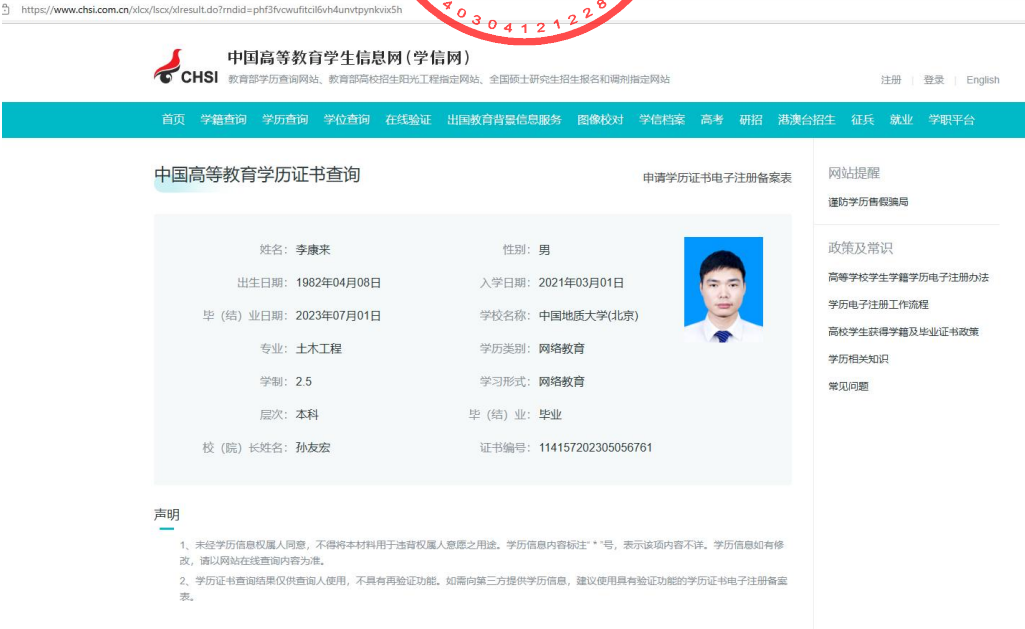 https://www.chsi.com.cn/xlcx/lscx/xlresult.do?rndid=phf3fvcwufitcil6vh4unvtpynkvix5h
40304121228
中国高等教育学生信息网(学信网)
CHSI 教育部学历查询网站、教育部高校招生阳光工程指定网站、全国硕士研究生招生报名和调剂指定网站
注册 | 登录 | English
首页 学籍查询 学历查询 学位查询 在线验证 出国教育背景信息服务 图像校对 学信档案 高考 研招 港澳台招生 征兵 就业 学职平台
中国高等教育学历证书查询
申请学历证书电子注册备案表
姓名: 李康来 性别: 男
出生日期: 1982年04月08日 入学日期: 2021年03月01日
毕（结）业日期: 2023年07月01日 学校名称: 中国地质大学(北京)
专业: 土木工程 学历类别: 网络教育
学制: 2.5 学习形式: 网络教育
层次: 本科 毕（结）业: 毕业
校（院）长姓名: 孙友宏 证书编号: 114157202305056761
声明
1、未经学历信息权属人同意，不得将本材料用于违背权属人意愿之用途。学历信息内容标注“*”号，表示该项内容不详。学历信息如有修
改，请以网站在线查询内容为准。
2、学历证书查询结果仅供查询人使用，不具有再验证功能。如需向第三方提供学历信息，建议使用具有验证功能的学历证书电子注册备案
表。
网站提醒
谨防学历售假骗局
政策及常识
高等学校学生学籍学历电子注册办法
学历电子注册工作流程
高校学生获得学籍及毕业证书政策
学历相关知识
常见问题